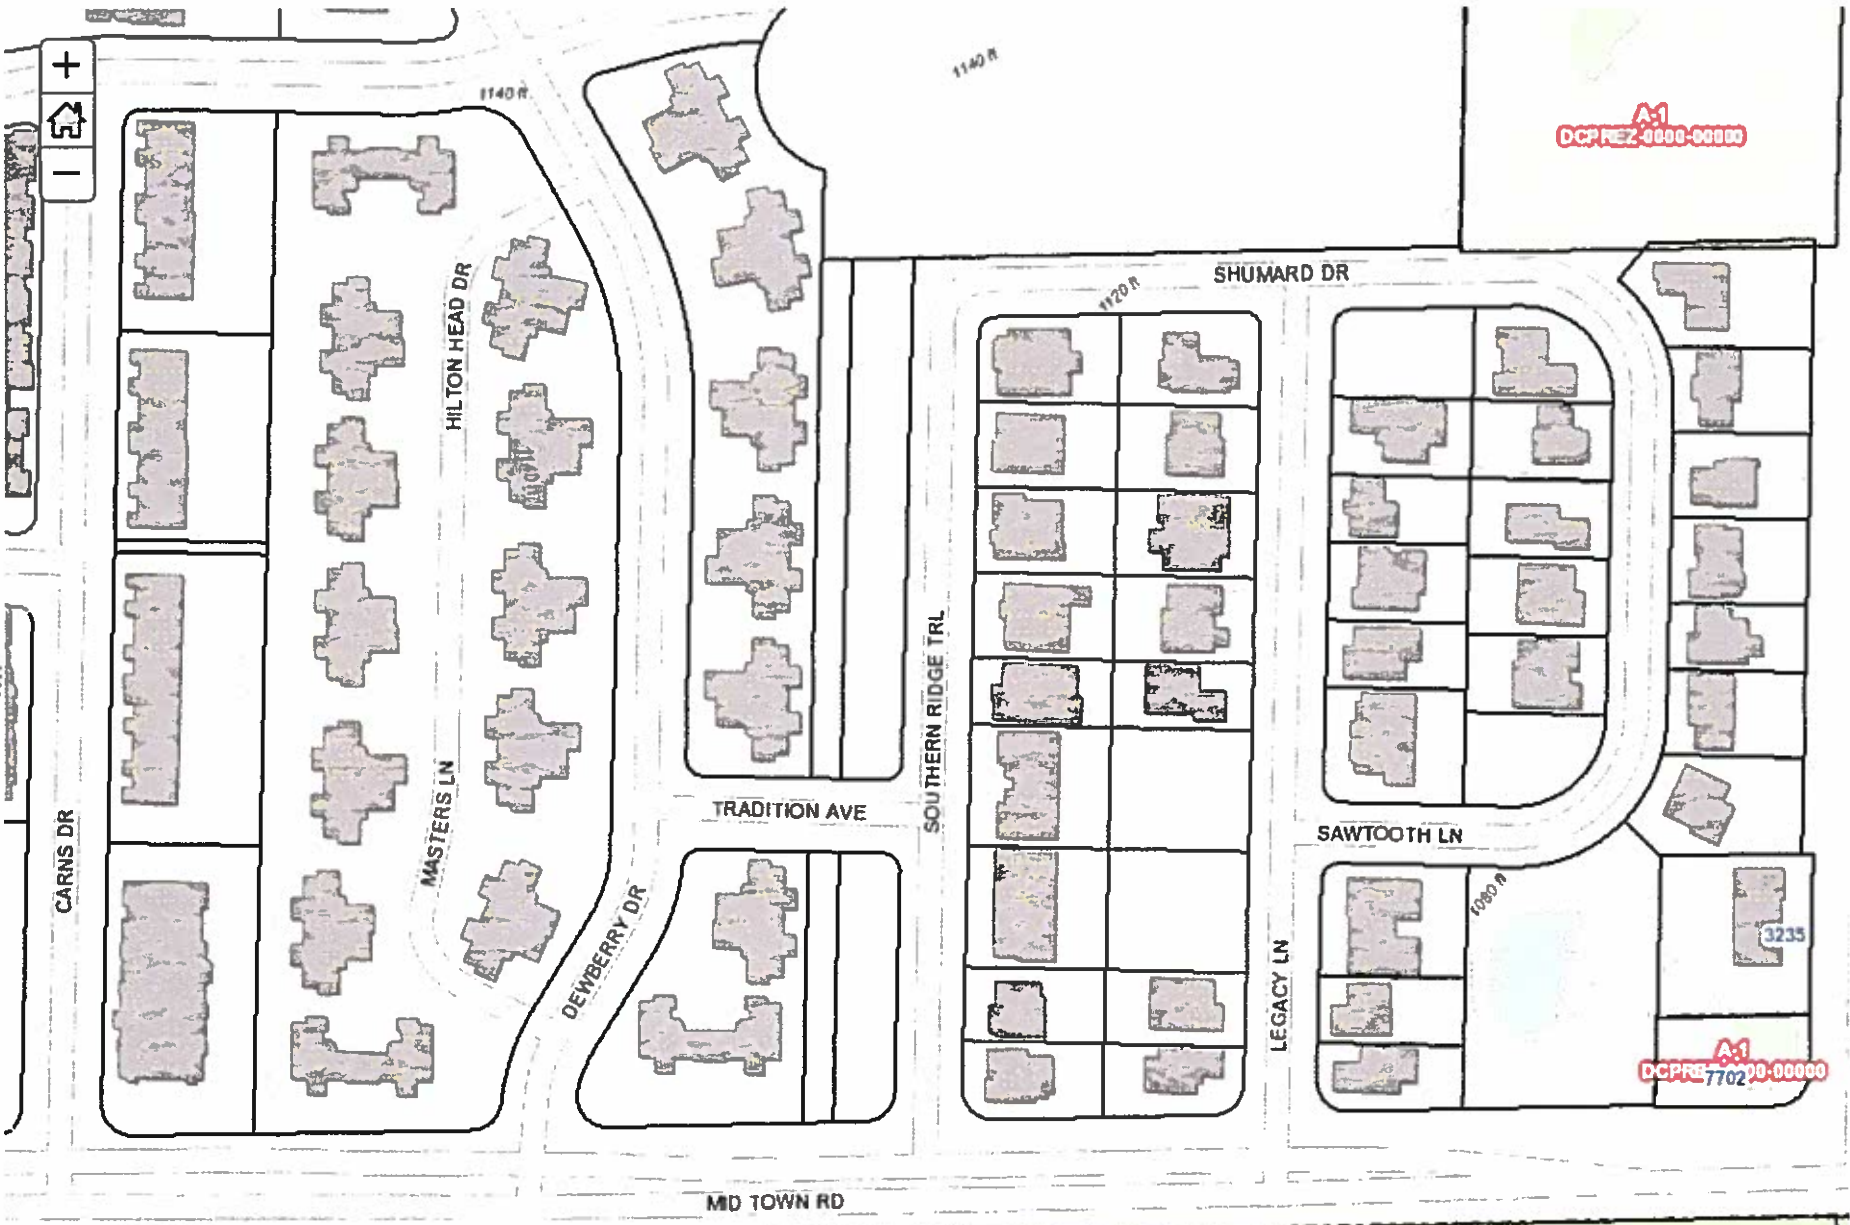 +
−
1140 ft
1140 ft
A-1
DCPREZ-0000-00000
SHUMARD DR
1120 ft
HILTON HEAD DR
SOUTHERN RIDGE TRL
MASTERS LN
TRADITION AVE
SAWTOOTH LN
CARNS DR
DEWBERRY DR
1080 ft
3235
LEGACY LN
A-1
7702
MID TOWN RD